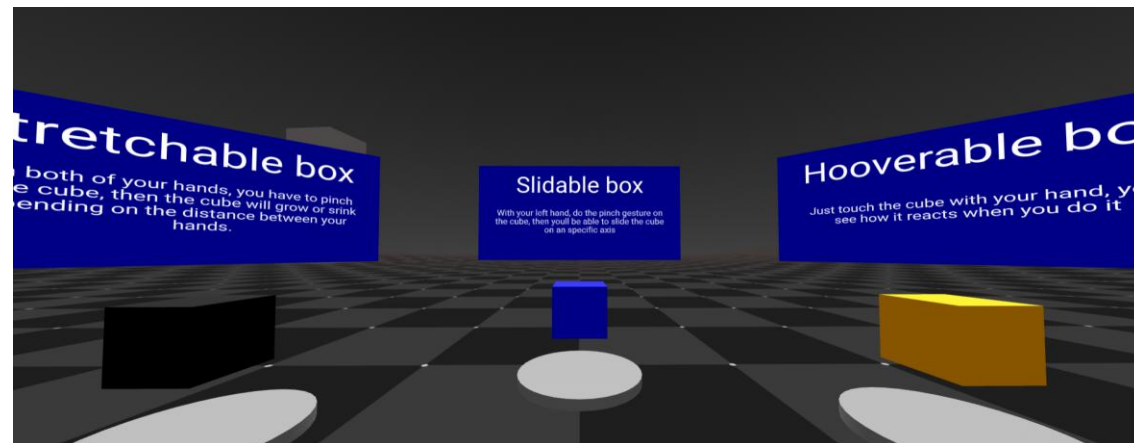 tretchable box
both of your hands, you have to pinch
e cube, then the cube will grow or srink
pending on the distance between your
hands.
Slidable box
With your left hand, do the pinch gesture on
the cube, then youll be able to slide the cube
on an specific axis
Hooverable bo
Just touch the cube with your hand, y
see how it reacts when you do it